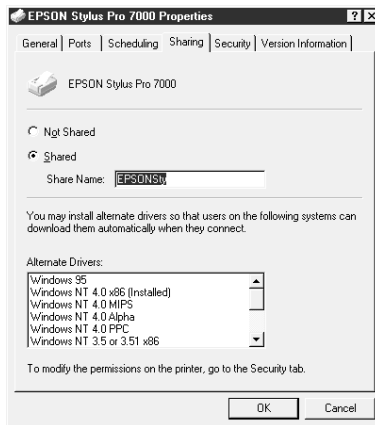 EPSON Stylus Pro 7000 Properties
General Ports Scheduling Sharing Security Version Information
EPSON Stylus Pro 7000
Not Shared
Shared
Share Name: EPSONSty
You may install alternate drivers so that users on the following systems can
download them automatically when they connect.
Alternate Drivers:
Windows 95
Windows NT 4.0 x86 (Installed)
Windows NT 4.0 MIPS
Windows NT 4.0 Alpha
Windows NT 4.0 PPC
Windows NT 3.5 or 3.51 x86
To modify the permissions on the printer, go to the Security tab.
OK Cancel